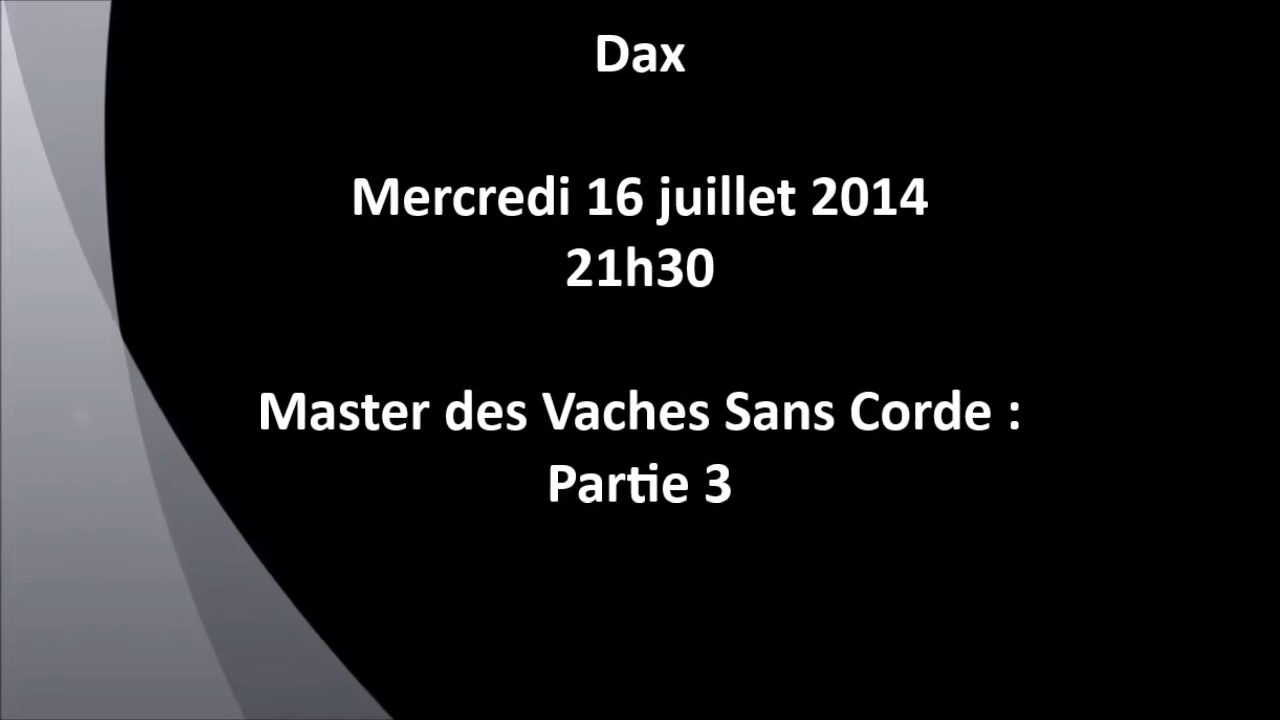 Dax
Mercredi 16 juillet 2014
21h30
Master des Vaches Sans Corde :
Partie 3